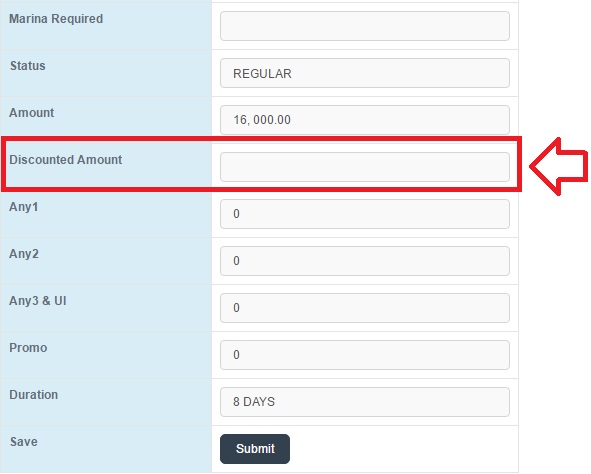 Marina Required
Status REGULAR
Amount 16, 000.00
Discounted Amount
Any1 0
Any2 0
Any3 & UI 0
Promo 0
Duration 8 DAYS
Save Submit